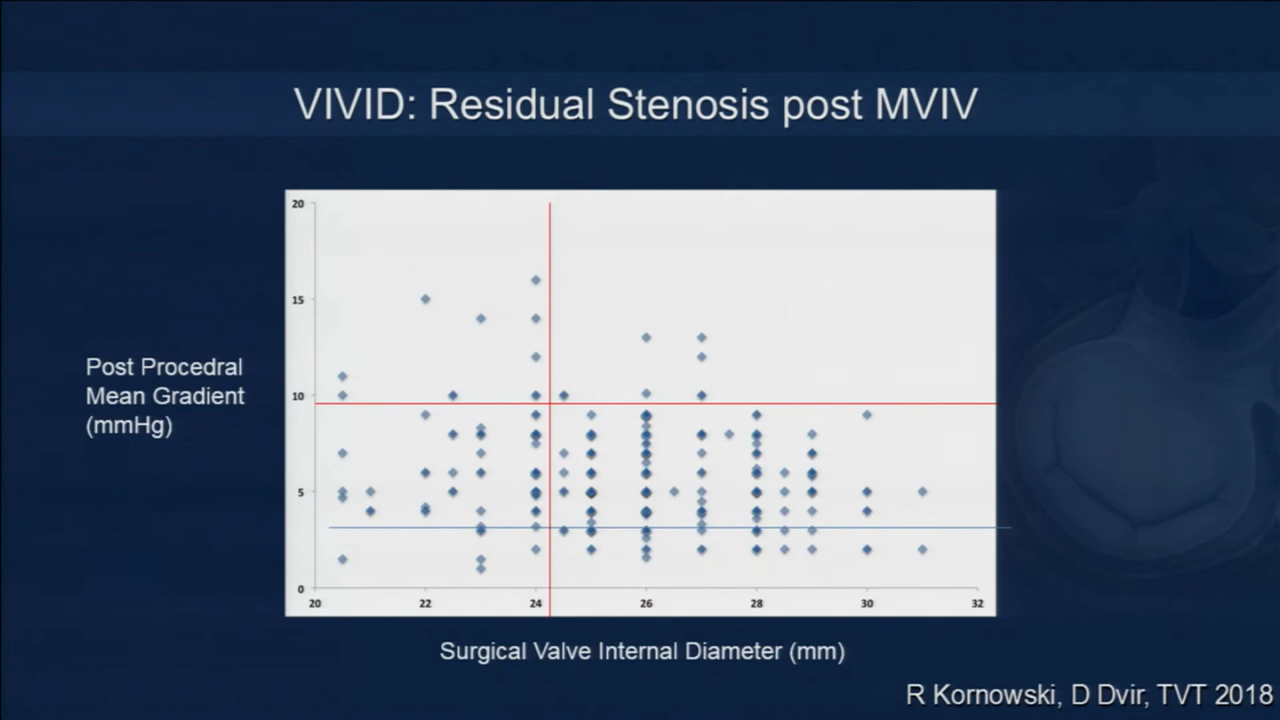 VIVID: Residual Stenosis post MVIV
20
15
10
5
0
20 22 24 26 28 30 32
Post Procedral
Mean Gradient
(mmHg)
Surgical Valve Internal Diameter (mm)
R Kornowski, D Dvir, TVT 2018